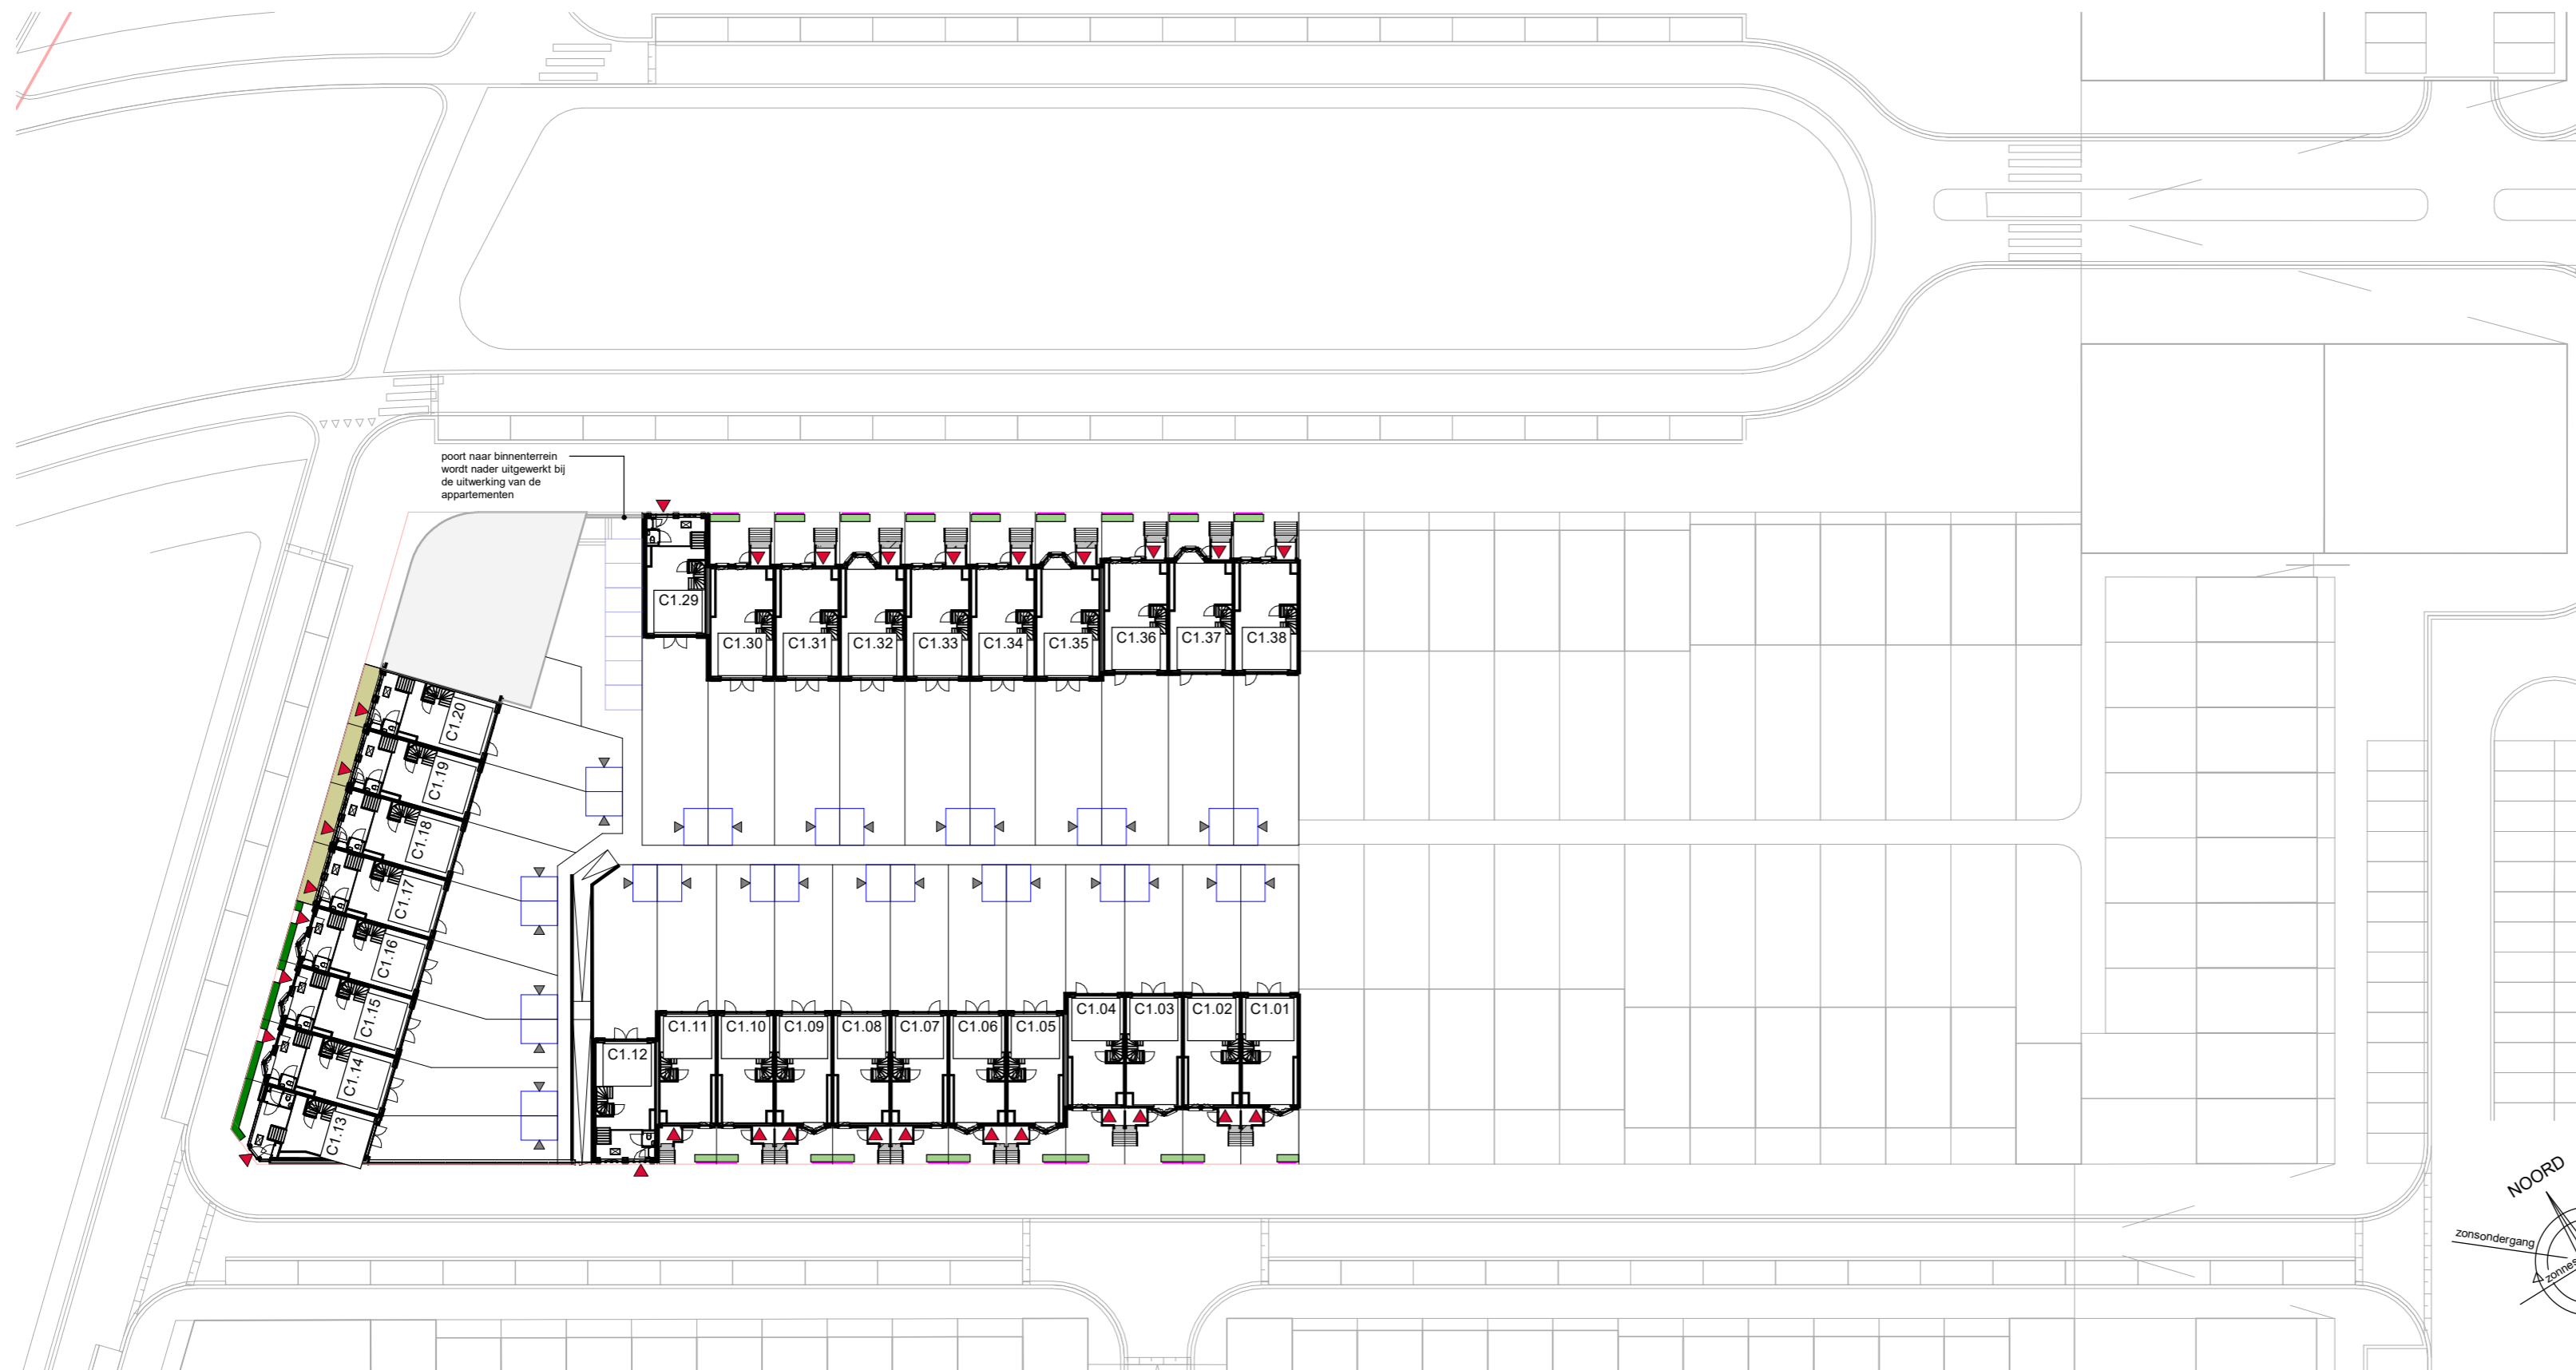 poort naar binnenterrein
wordt nader uitgewerkt bij
de uitwerking van de
appartementen
C1.29
C1.30
C1.31
C1.32
C1.33
C1.34
C1.35
C1.36
C1.37
C1.38
C1.20
C1.19
C1.18
C1.17
C1.16
C1.15
C1.14
C1.13
C1.12
C1.11
C1.10
C1.09
C1.08
C1.07
C1.06
C1.05
C1.04
C1.03
C1.02
C1.01
NOORD
zonsondergang